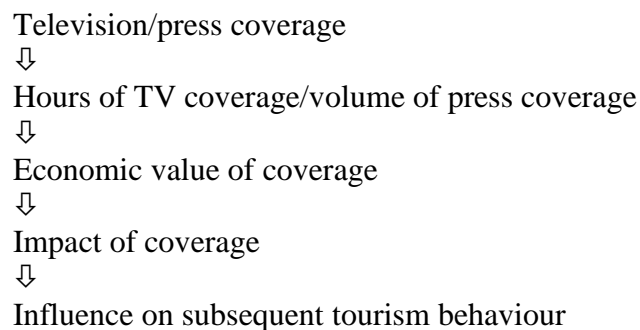 Television/press coverage
⇩
Hours of TV coverage/volume of press coverage
⇩
Economic value of coverage
⇩
Impact of coverage
⇩
Influence on subsequent tourism behaviour